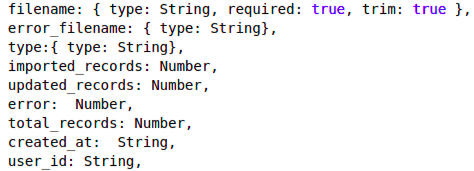 filename: { type: String, required: true, trim: true },
error_filename: { type: String},
type:{ type: String},
imported_records: Number,
updated_records: Number,
error:  Number,
total_records: Number,
created_at:  String,
user_id: String,